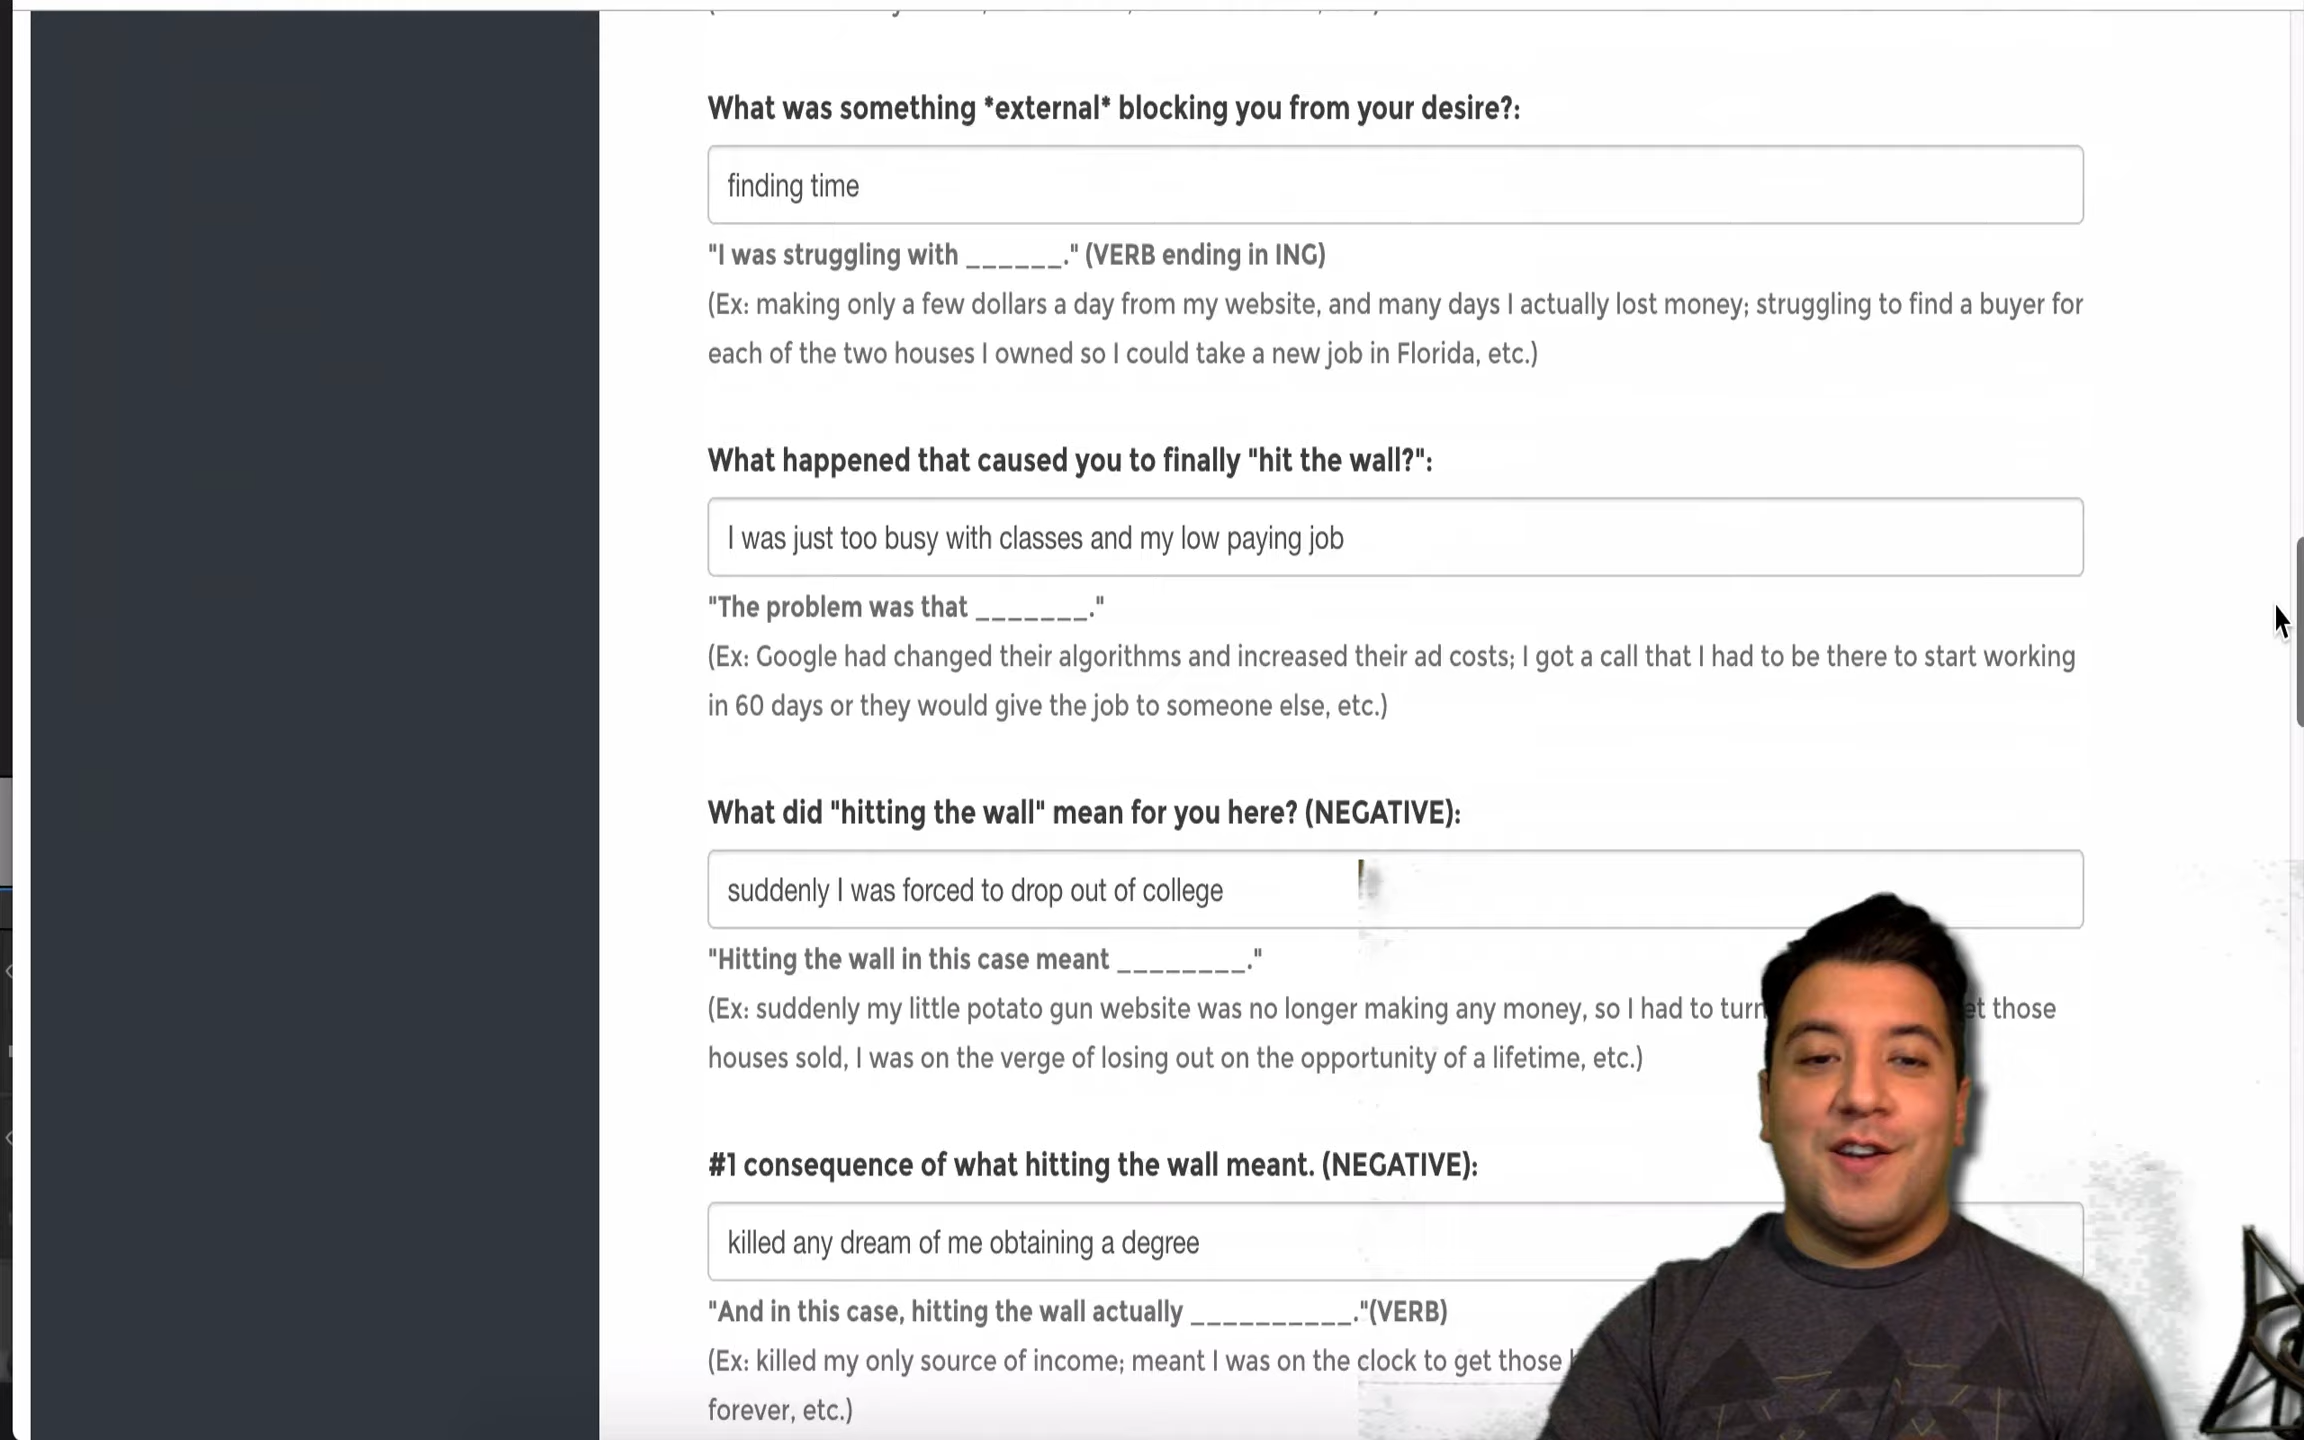 What was something *external* blocking you from your desire?:
finding time
"I was struggling with ______." (VERB ending in ING)
(Ex: making only a few dollars a day from my website, and many days I actually lost money; struggling to find a buyer for
each of the two houses I owned so I could take a new job in Florida, etc.)
What happened that caused you to finally "hit the wall?":
I was just too busy with classes and my low paying job
"The problem was that _______."
(Ex: Google had changed their algorithms and increased their ad costs; I got a call that I had to be there to start working
in 60 days or they would give the job to someone else, etc.)
What did "hitting the wall" mean for you here? (NEGATIVE):
suddenly I was forced to drop out of college
"Hitting the wall in this case meant ________."
(Ex: suddenly my little potato gun website was no longer making any money, so I had to turn those
houses sold, I was on the verge of losing out on the opportunity of a lifetime, etc.)
#1 consequence of what hitting the wall meant. (NEGATIVE):
killed any dream of me obtaining a degree
"And in this case, hitting the wall actually __________."(VERB)
(Ex: killed my only source of income; meant I was on the clock to get those
forever, etc.)